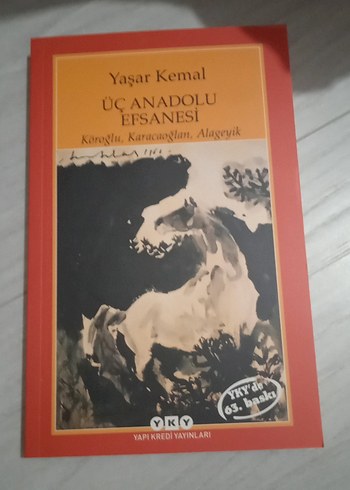 Yaşar Kemal
ÜÇ ANADOLU
EFSANESİ
Köroğlu, Karacaoğlan, Alageyik
YKY'de
63. baskı
YKY
YAPI KREDİ YAYINLARI